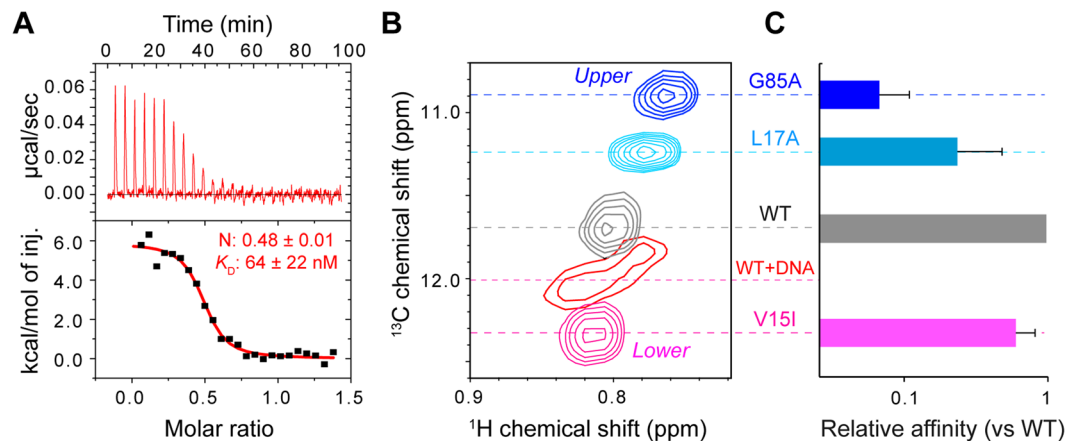 A
Time (min)
0 20 40 60 80 100
µcal/sec
0.06
0.04
0.02
0.00
kcal/mol of inj.
6.0
4.0
2.0
0.0
N: 0.48 ± 0.01
KD: 64 ± 22 nM
0.0 0.5 1.0 1.5
Molar ratio
B
13C chemical shift (ppm)
11.0
12.0
Upper
Lower
0.9 0.8
1H chemical shift (ppm)
C
G85A
L17A
WT
WT+DNA
V15I
0.1 1
Relative affinity (vs WT)